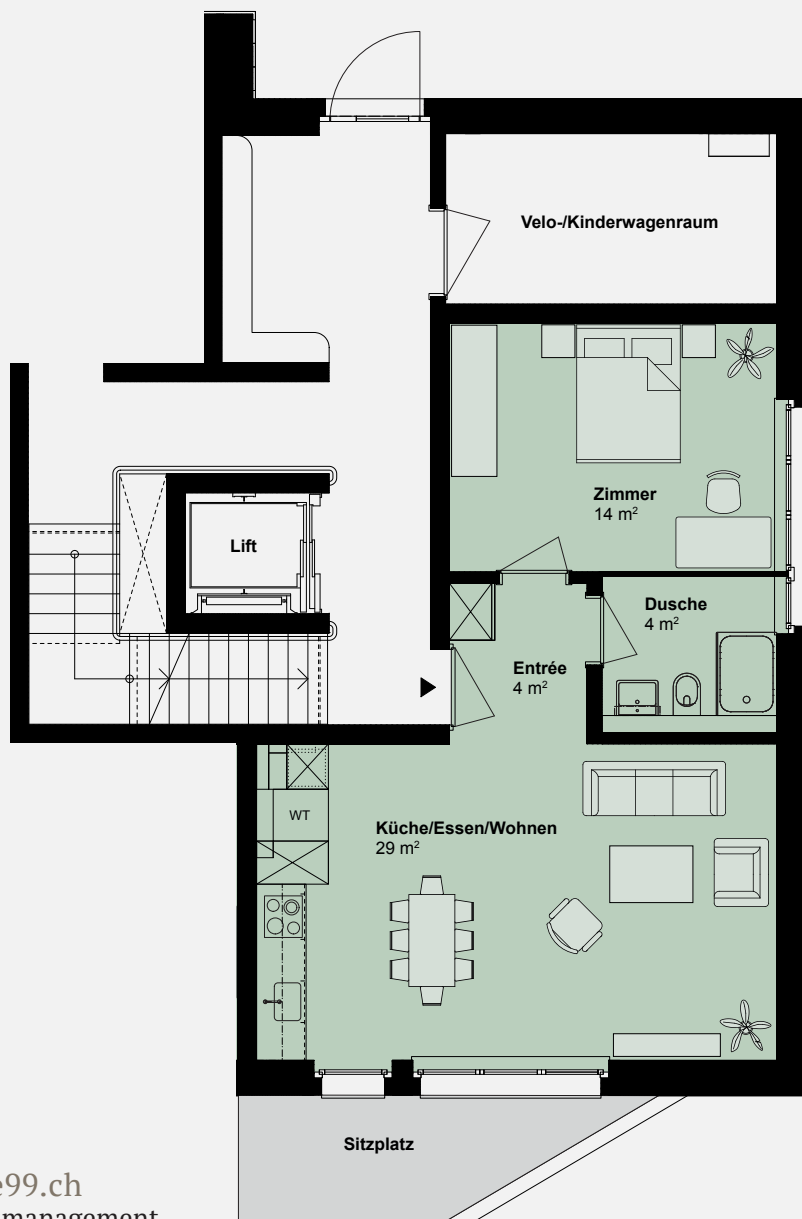 Velo-/Kinderwagenraum
Zimmer
14 m²
Lift
Dusche
4 m²
Entrée
4 m²
WT
Küche/Essen/Wohnen
29 m²
Sitzplatz
e99.ch
management